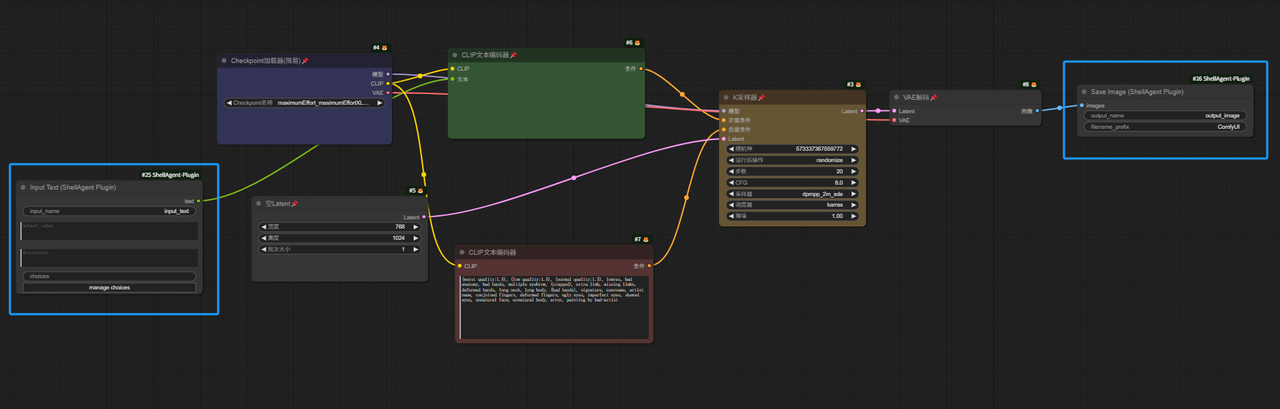 #4
Checkpoint加载器(简易)
模型
CLIP
VAE
Checkpoint名称 maximumEffort_maximumEffortXL...
#6
CLIP文本编码器
CLIP
条件
文本
#3
K采样器
模型
Latent
正面条件
负面条件
Latent
随机种 573337367559772
运行后操作 randomize
步数 20
CFG 8.0
采样器 dpmpp_2m_sde
调度器 karras
降噪 1.00
#8
VAE解码
Latent
图像
VAE
#26 ShellAgent-Plugin
Save Image (ShellAgent Plugin)
images
output_name output_image
filename_prefix ComfyUI
#25 ShellAgent-Plugin
Input Text (ShellAgent Plugin)
text
input_name input_text
default_value
description
choices
manage choices
#5
空Latent
Latent
宽度 768
高度 1024
批次大小 1
#7
CLIP文本编码器
CLIP
条件
(worst quality:1.5), (low quality:1.5), (normal quality:1.5), lowres, bad
anatomy, bad hands, multiple eyebrow, (cropped), extra limb, missing limbs,
deformed hands, long neck, long body, (bad hands), signature, username, artist
name, conjoined fingers, deformed fingers, ugly eyes, imperfect eyes, skewed
eyes, unnatural face, unnatural body, error, painting by bad-artist